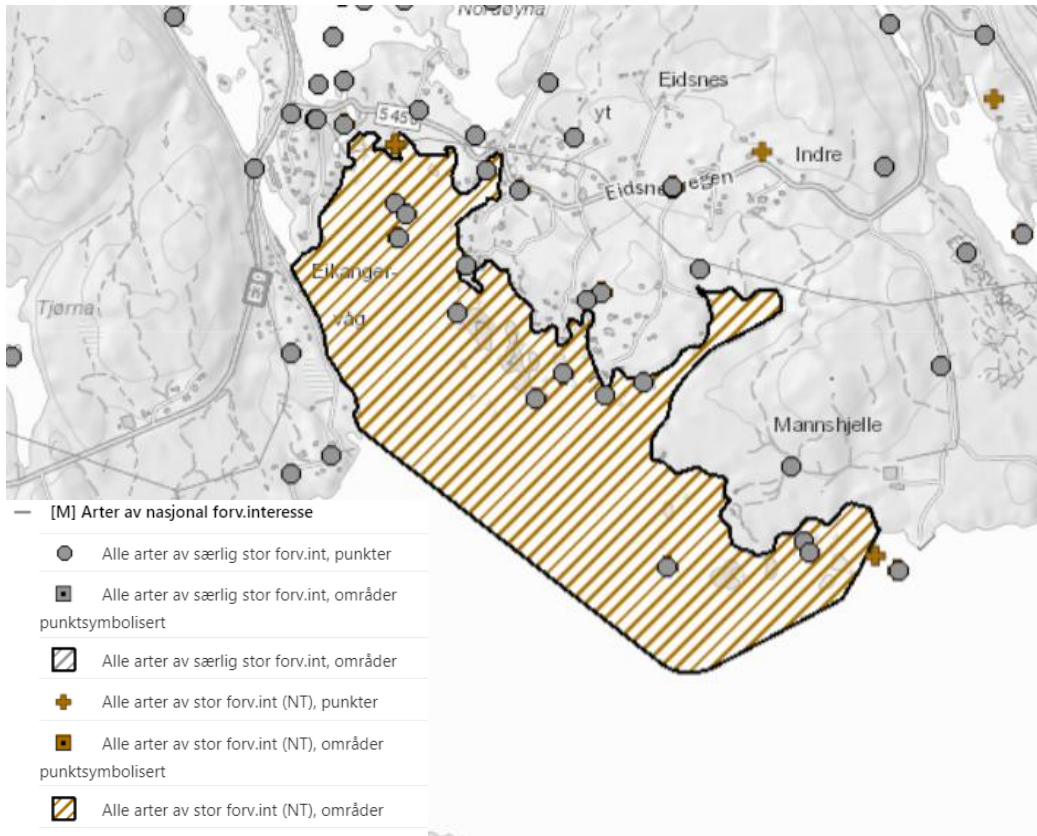 Nordøyna
Eidsnes
yt
S 45
Indre
Eidsne egen
Eikanger-
våg
E39
Tjørna
Mannshjelle
[M] Arter av nasjonal forv.interesse
Alle arter av særlig stor forv.int, punkter
Alle arter av særlig stor forv.int, områder
punktsymbolisert
Alle arter av særlig stor forv.int, områder
Alle arter av stor forv.int (NT), punkter
Alle arter av stor forv.int (NT), områder
punktsymbolisert
Alle arter av stor forv.int (NT), områder